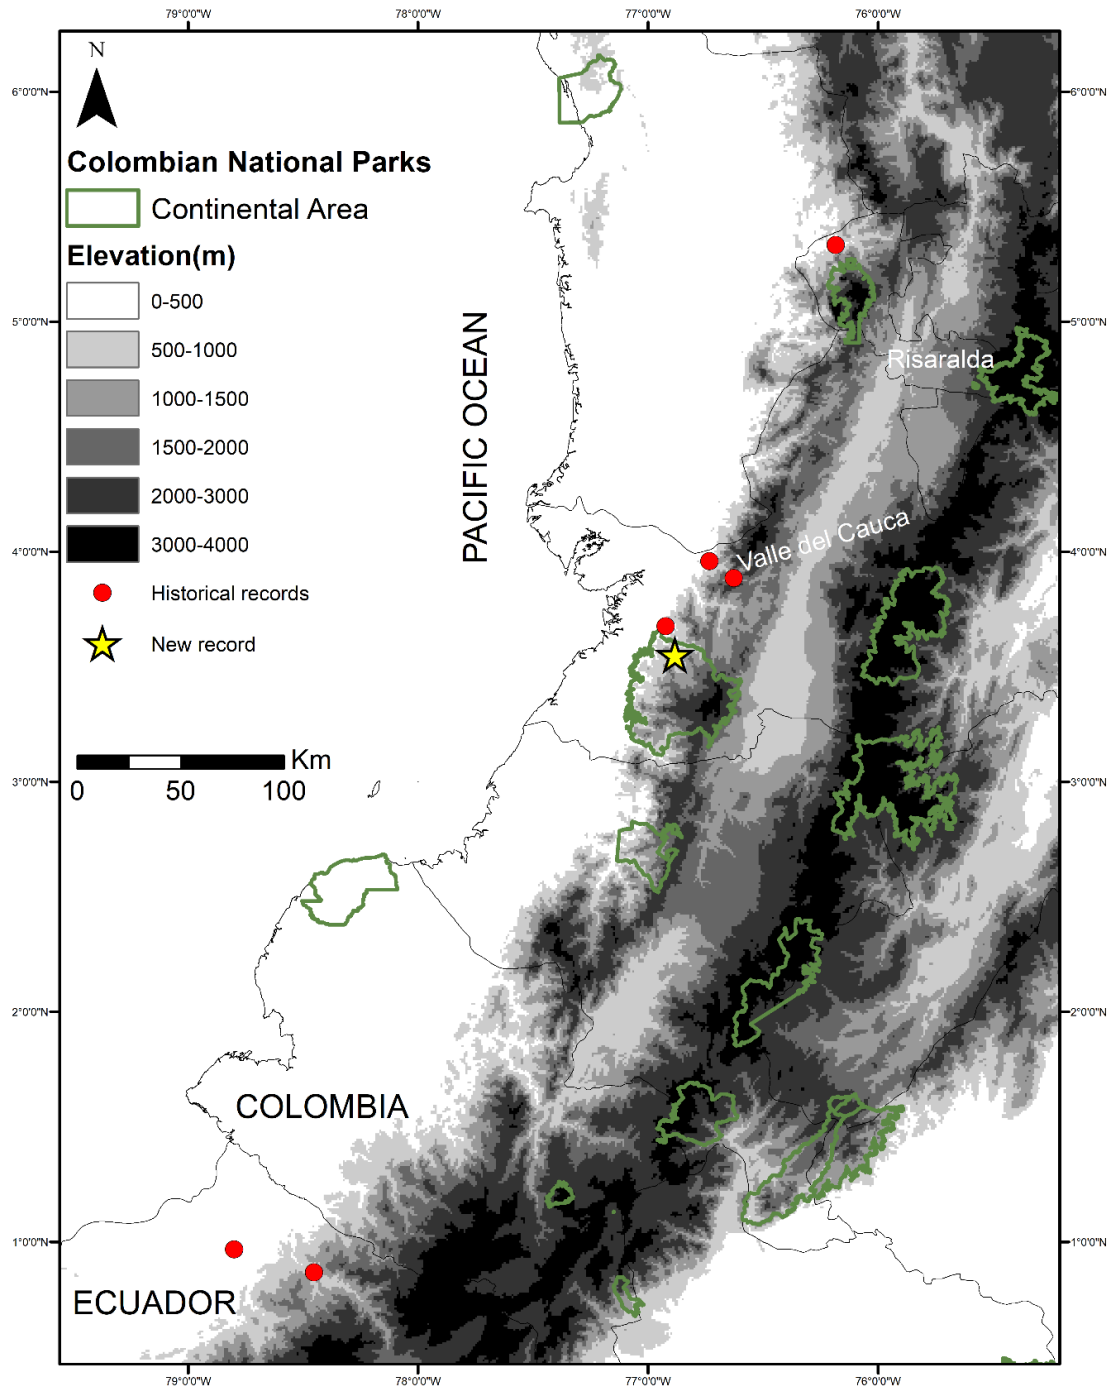 79°0'0"W 78°0'0"W 77°0'0"W 76°0'0"W
N
6°0'0"N 6°0'0"N
Colombian National Parks
Continental Area
Elevation(m)
0-500
500-1000
1000-1500
1500-2000
2000-3000
3000-4000
Historical records
New record
5°0'0"N 5°0'0"N
Risaralda
PACIFIC OCEAN
4°0'0"N 4°0'0"N
Valle del Cauca
Km
0 50 100
3°0'0"N 3°0'0"N
2°0'0"N 2°0'0"N
COLOMBIA
1°0'0"N 1°0'0"N
ECUADOR
79°0'0"W 78°0'0"W 77°0'0"W 76°0'0"W